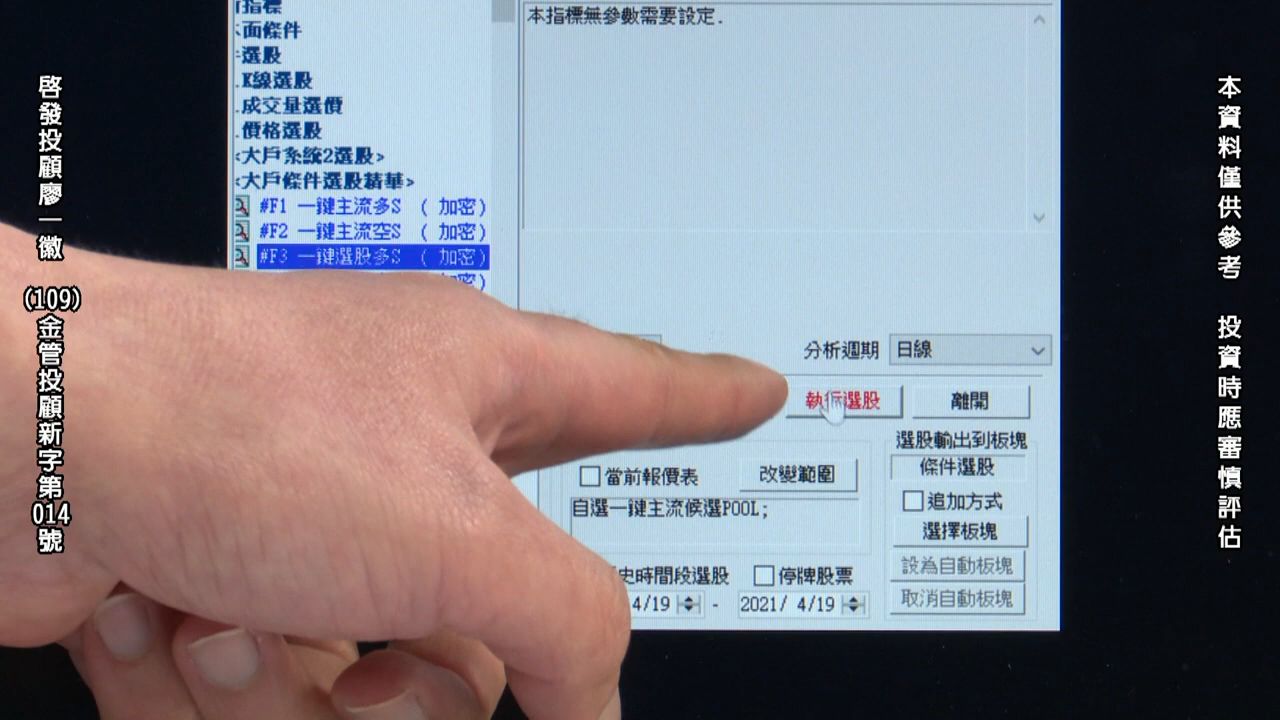 啓發投顧廖一徽 (109)金管投顧新字第014號
指標
面條件
選股
K線選股
成交量選價
價格選股
<大戶系統2選股>
<大戶條件選股精華>
#F1 一鍵主流多S ( 加密)
#F2 一鍵主流空S ( 加密)
#F3 一鍵選股多S ( 加密)
加密)
本指標無參數需要設定.
分析週期 日線
執行選股 離開
選股輸出到板塊
當前報價表 改變範圍 條件選股
自選一鍵主流候選POOL; 追加方式
選擇板塊
史時間段選股 停牌股票 設為自動板塊
4/19 - 2021/ 4/19 取消自動板塊
本資料僅供參考 投資時應審慎評估